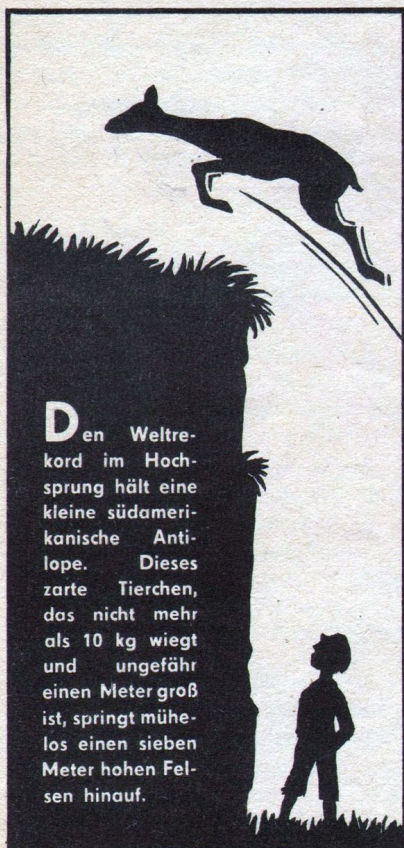 Den Weltre-
kord im Hoch-
sprung hält eine
kleine südameri-
kanische Anti-
lope. Dieses
zarte Tierchen,
das nicht mehr
als 10 kg wiegt
und ungefähr
einen Meter groß
ist, springt mühe-
los einen sieben
Meter hohen Fel-
sen hinauf.